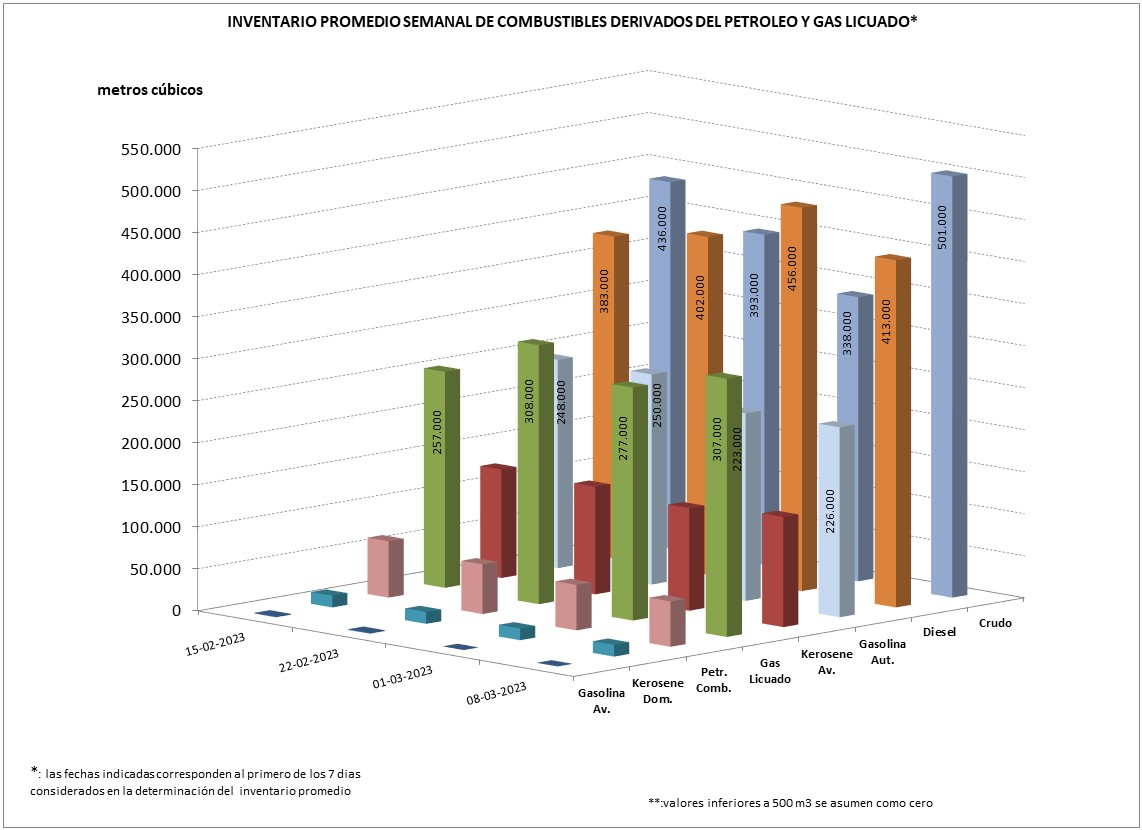 INVENTARIO PROMEDIO SEMANAL DE COMBUSTIBLES DERIVADOS DEL PETROLEO Y GAS LICUADO*
metros cúbicos
550.000
500.000
450.000
400.000
350.000
300.000
250.000
200.000
150.000
100.000
50.000
0
436.000
393.000
338.000
501.000
383.000
402.000
456.000
413.000
248.000
250.000
223.000
226.000
257.000
308.000
277.000
307.000
15-02-2023
22-02-2023
01-03-2023
08-03-2023
Gasolina
Av.
Kerosene
Dom.
Petr.
Comb.
Gas
Licuado
Kerosene
Av.
Gasolina
Aut.
Diesel
Crudo
*: las fechas indicadas corresponden al primero de los 7 dias
considerados en la determinación del inventario promedio
**:valores inferiores a 500 m3 se asumen como cero